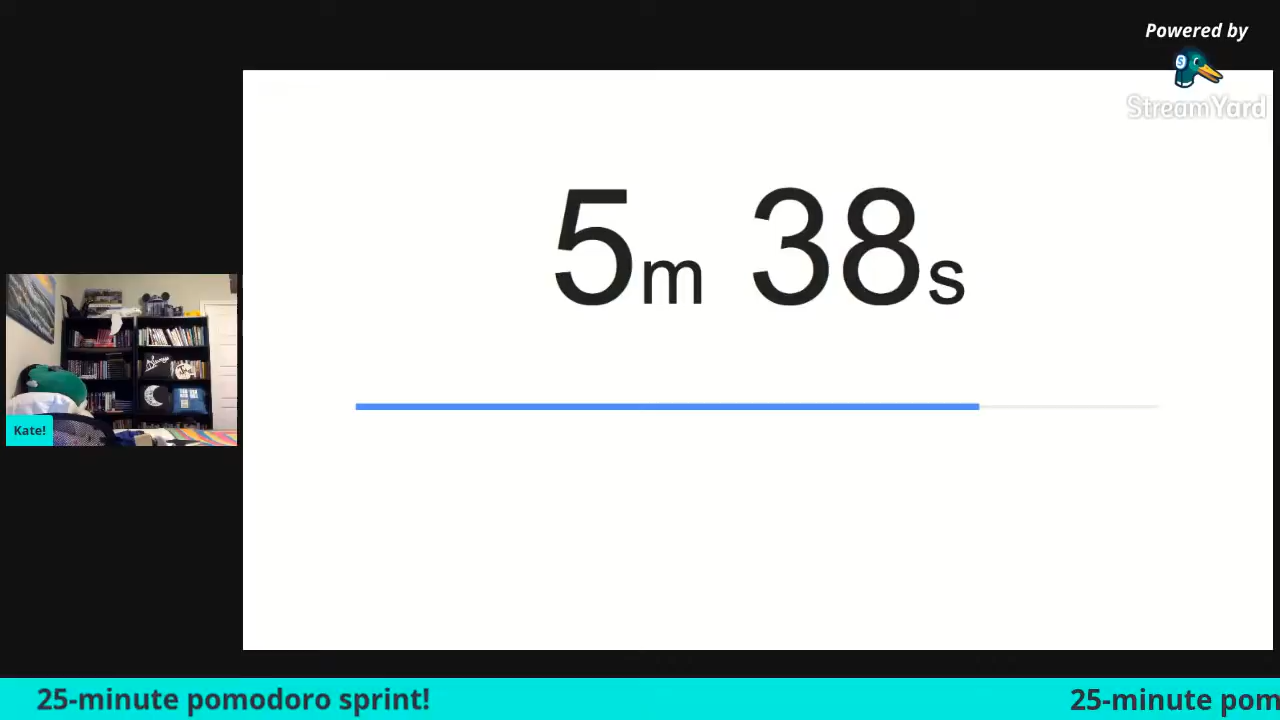 Powered by
StreamYard
5m 38s
Kate!
25-minute pomodoro sprint!
25-minute pom